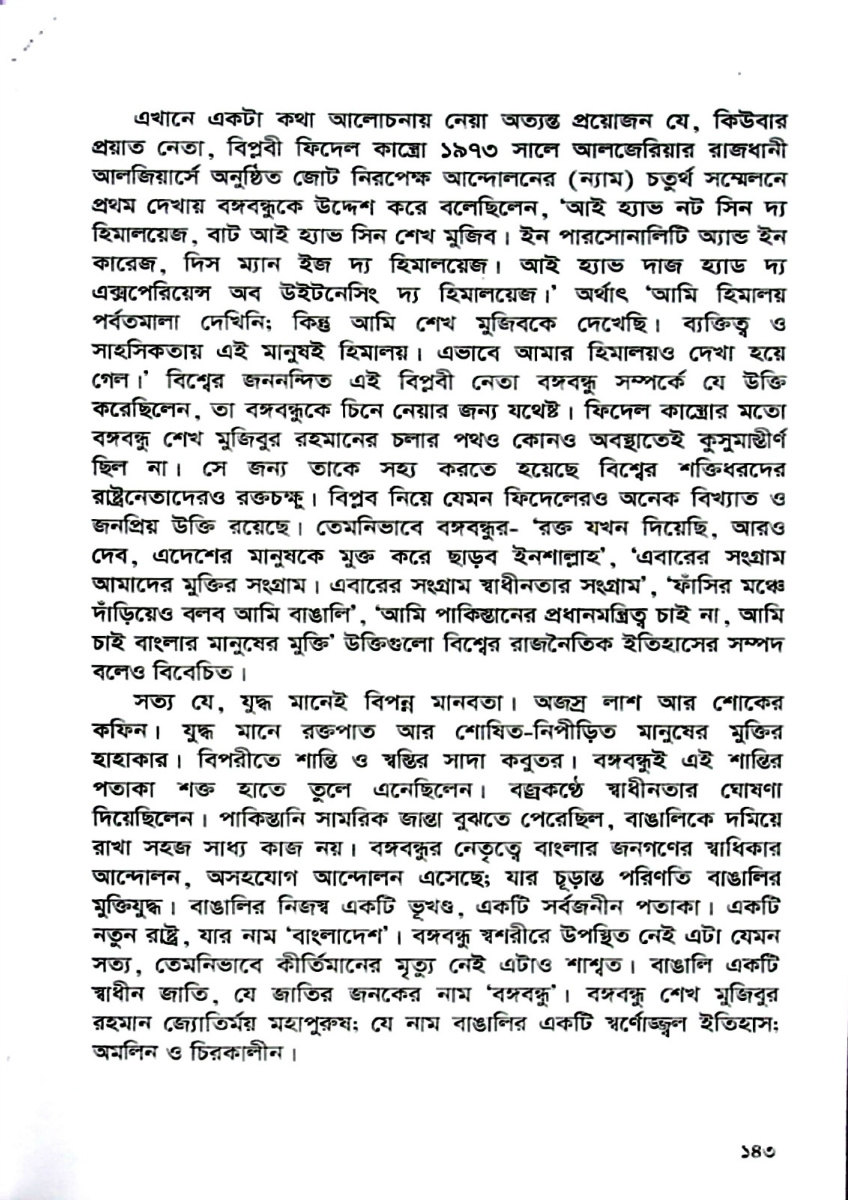 এখানে একটা কথা আলোচনায় নেয়া অত্যন্ত প্রয়োজন যে, কিউবার
প্রয়াত নেতা, বিপ্লবী ফিদেল কাস্ত্রো ১৯৭৩ সালে আলজেরিয়ার রাজধানী
আলজিয়ার্সে অনুষ্ঠিত জোট নিরপেক্ষ আন্দোলনের (ন্যাম) চতুর্থ সম্মেলনে
প্রথম দেখায় বঙ্গবন্ধুকে উদ্দেশ করে বলেছিলেন, ‘আই হ্যাভ নট সিন দ্য
হিমালয়েজ, বাট আই হ্যাভ সিন শেখ মুজিব। ইন পারসোনালিটি অ্যান্ড ইন
কারেজ, দিস ম্যান ইজ দ্য হিমালয়েজ। আই হ্যাভ দাজ হ্যাড দ্য
এক্সপেরিয়েন্স অব উইটনেসিং দ্য হিমালয়েজ।’ অর্থাৎ ‘আমি হিমালয়
পর্বতমালা দেখিনি; কিন্তু আমি শেখ মুজিবকে দেখেছি। ব্যক্তিত্ব ও
সাহসিকতায় এই মানুষই হিমালয়। এভাবে আমার হিমালয়ও দেখা হয়ে
গেল।’ বিশ্বের জননন্দিত এই বিপ্লবী নেতা বঙ্গবন্ধু সম্পর্কে যে উক্তি
করেছিলেন, তা বঙ্গবন্ধুকে চিনে নেয়ার জন্য যথেষ্ট। ফিদেল কাস্ত্রোর মতো
বঙ্গবন্ধু শেখ মুজিবুর রহমানের চলার পথও কোনও অবস্থাতেই কুসুমাস্তীর্ণ
ছিল না। সে জন্য তাকে সহ্য করতে হয়েছে বিশ্বের শক্তিধরদের
রাষ্ট্রনেতাদেরও রক্তচক্ষু। বিপ্লব নিয়ে যেমন ফিদেলেরও অনেক বিখ্যাত ও
জনপ্রিয় উক্তি রয়েছে। তেমনিভাবে বঙ্গবন্ধুর- ‘রক্ত যখন দিয়েছি, আরও
দেব, এদেশের মানুষকে মুক্ত করে ছাড়ব ইনশাল্লাহ’, ‘এবারের সংগ্রাম
আমাদের মুক্তির সংগ্রাম। এবারের সংগ্রাম স্বাধীনতার সংগ্রাম’, ‘ফাঁসির মঞ্চে
দাঁড়িয়েও বলব আমি বাঙালি’, ‘আমি পাকিস্তানের প্রধানমন্ত্রিত্ব চাই না, আমি
চাই বাংলার মানুষের মুক্তি’ উক্তিগুলো বিশ্বের রাজনৈতিক ইতিহাসের সম্পদ
বলেও বিবেচিত।
সত্য যে, যুদ্ধ মানেই বিপন্ন মানবতা। অজস্র লাশ আর শোকের
কফিন। যুদ্ধ মানে রক্তপাত আর শোষিত-নিপীড়িত মানুষের মুক্তির
হাহাকার। বিপরীতে শান্তি ও স্বস্তির সাদা কবুতর। বঙ্গবন্ধুই এই শান্তির
পতাকা শক্ত হাতে তুলে এনেছিলেন। বজ্রকণ্ঠে স্বাধীনতার ঘোষণা
দিয়েছিলেন। পাকিস্তানি সামরিক জান্তা বুঝতে পেরেছিল, বাঙালিকে দমিয়ে
রাখা সহজ সাধ্য কাজ নয়। বঙ্গবন্ধুর নেতৃত্বে বাংলার জনগণের স্বাধিকার
আন্দোলন, অসহযোগ আন্দোলন এসেছে; যার চূড়ান্ত পরিণতি বাঙালির
মুক্তিযুদ্ধ। বাঙালির নিজস্ব একটি ভূখণ্ড, একটি সর্বজনীন পতাকা। একটি
নতুন রাষ্ট্র, যার নাম ‘বাংলাদেশ’। বঙ্গবন্ধু স্বশরীরে উপস্থিত নেই এটা যেমন
সত্য, তেমনিভাবে কীর্তিমানের মৃত্যু নেই এটাও শাশ্বত। বাঙালি একটি
স্বাধীন জাতি, যে জাতির জনকের নাম ‘বঙ্গবন্ধু’। বঙ্গবন্ধু শেখ মুজিবুর
রহমান জ্যোতির্ময় মহাপুরুষ; যে নাম বাঙালির একটি স্বর্ণোজ্জ্বল ইতিহাস;
অমলিন ও চিরকালীন।
১৪৩